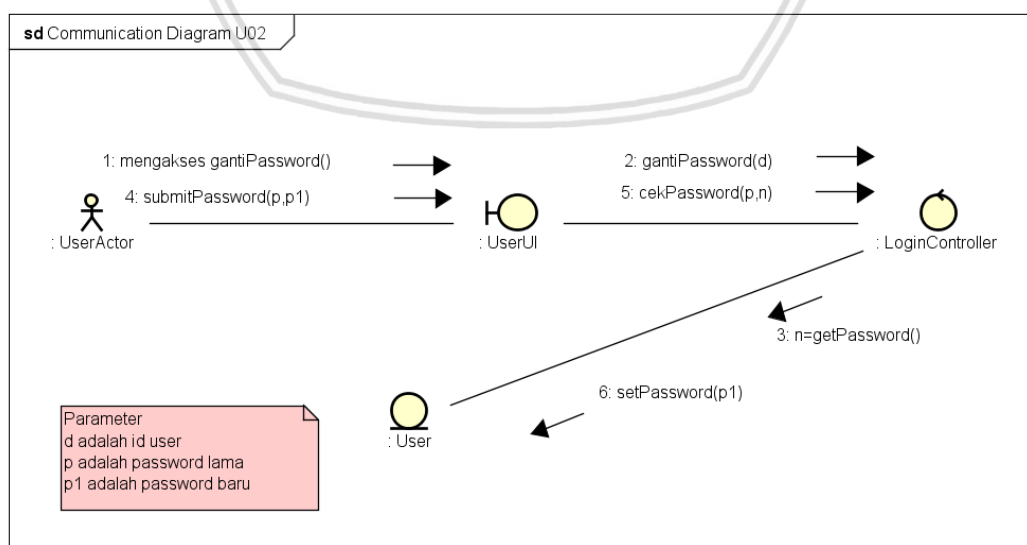 sd Communication Diagram U02
1: mengakses gantiPassword()
2: gantiPassword(d)
4: submitPassword(p,p1)
5: cekPassword(p,n)
: UserActor
: UserUI
: LoginController
3: n=getPassword()
6: setPassword(p1)
: User
Parameter
d adalah id user
p adalah password lama
p1 adalah password baru